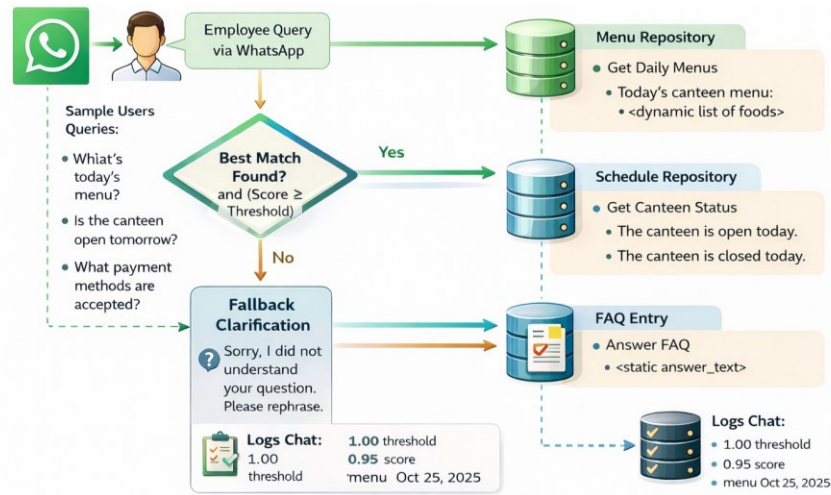 Employee Query
via WhatsApp
Sample Users
Queries:
• What's
today's
menu?
• Is the canteen
open tomorrow?
• What payment
methods are
accepted?
Best Match
Found?
and (Score ≥
Threshold)
Yes
No
Fallback
Clarification
? Sorry, I did not
understand
your question.
Please rephrase.
Logs Chat:
1.00
threshold
1.00 threshold
0.95 score
'menu Oct 25, 2025
Menu Repository
• Get Daily Menus
• Today's canteen menu:
• <dynamic list of foods>
Schedule Repository
• Get Canteen Status
• The canteen is open today.
• The canteen is closed today.
FAQ Entry
• Answer FAQ
• <static answer_text>
Logs Chat:
• 1.00 threshold
• 0.95 score
• menu Oct 25, 2025